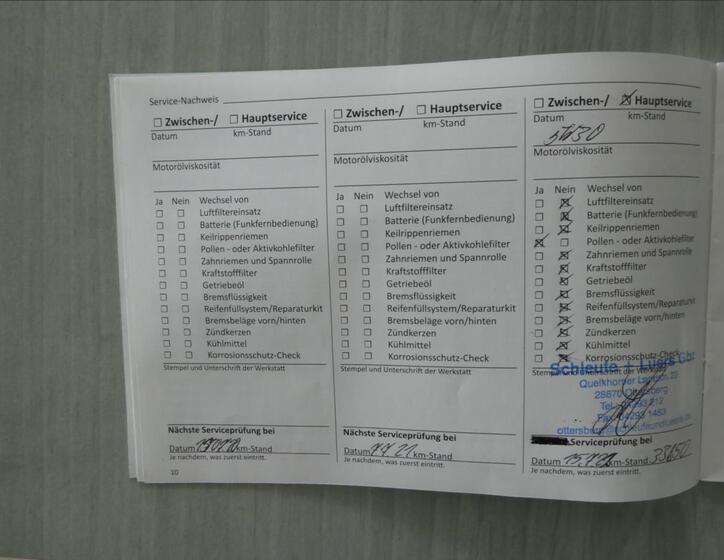 Service-Nachweis
☐ Zwischen-/ ☐ Hauptservice
Datum km-Stand
Motorölviskosität
Ja Nein Wechsel von
☐ ☐ Luftfiltereinsatz
☐ ☐ Batterie (Funkfernbedienung)
☐ ☐ Keilrippenriemen
☐ ☐ Pollen - oder Aktivkohlefilter
☐ ☐ Zahnriemen und Spannrolle
☐ ☐ Kraftstofffilter
☐ ☐ Getriebeöl
☐ ☐ Bremsflüssigkeit
☐ ☐ Reifenfüllsystem/Reparaturkit
☐ ☐ Bremsbeläge vorn/hinten
☐ ☐ Zündkerzen
☐ ☐ Kühlmittel
☐ ☐ Korrosionsschutz-Check
Stempel und Unterschrift der Werkstatt
Nächste Serviceprüfung bei
Datum km-Stand
Je nachdem, was zuerst eintritt.
10
☐ Zwischen-/ ☐ Hauptservice
Datum km-Stand
Motorölviskosität
Ja Nein Wechsel von
☐ ☐ Luftfiltereinsatz
☐ ☐ Batterie (Funkfernbedienung)
☐ ☐ Keilrippenriemen
☐ ☐ Pollen - oder Aktivkohlefilter
☐ ☐ Zahnriemen und Spannrolle
☐ ☐ Kraftstofffilter
☐ ☐ Getriebeöl
☐ ☐ Bremsflüssigkeit
☐ ☐ Reifenfüllsystem/Reparaturkit
☐ ☐ Bremsbeläge vorn/hinten
☐ ☐ Zündkerzen
☐ ☐ Kühlmittel
☐ ☐ Korrosionsschutz-Check
Stempel und Unterschrift der Werkstatt
Nächste Serviceprüfung bei
Datum km-Stand
Je nachdem, was zuerst eintritt.
☐ Zwischen-/ ☒ Hauptservice
Datum km-Stand
Motorölviskosität
Ja Nein Wechsel von
☐ ☒ Luftfiltereinsatz
☐ ☒ Batterie (Funkfernbedienung)
☐ ☒ Keilrippenriemen
☒ ☐ Pollen - oder Aktivkohlefilter
☐ ☒ Zahnriemen und Spannrolle
☐ ☒ Kraftstofffilter
☐ ☒ Getriebeöl
☐ ☒ Bremsflüssigkeit
☐ ☒ Reifenfüllsystem/Reparaturkit
☐ ☒ Bremsbeläge vorn/hinten
☐ ☒ Zündkerzen
☐ ☒ Kühlmittel
☐ ☒ Korrosionsschutz-Check
Schleufe + Lüers Gbr
Quelkhorner
28870 Ottersberg
Serviceprüfung bei
Datum km-Stand
Je nachdem, was zuerst eintritt.